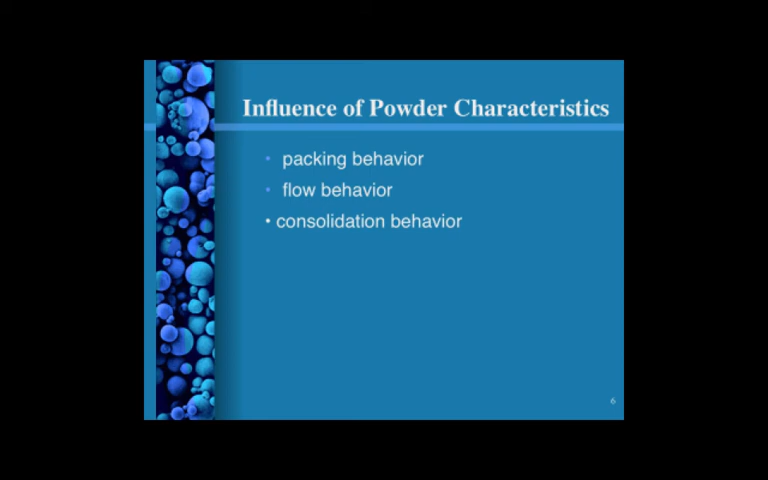 Influence of Powder Characteristics
• packing behavior
• flow behavior
• consolidation behavior
6